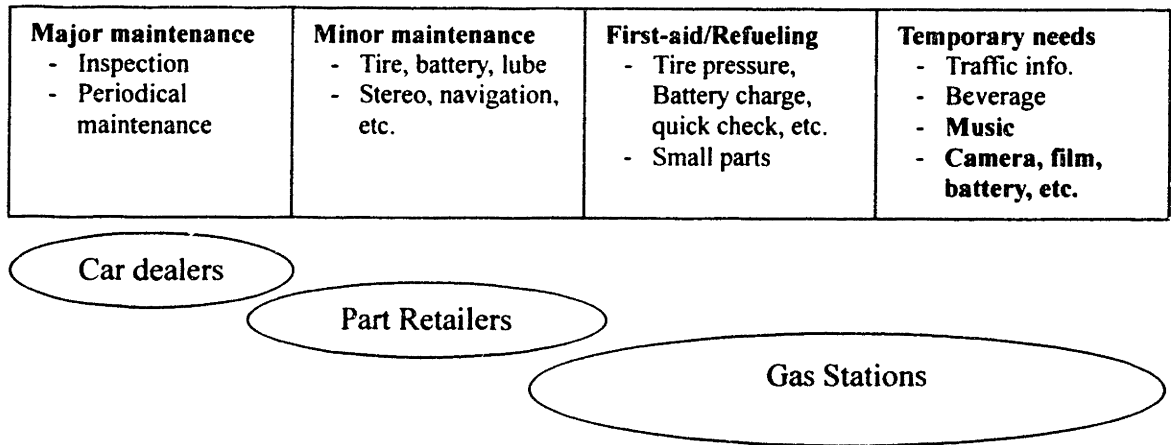 Major maintenance
- Inspection
- Periodical
maintenance
Minor maintenance
- Tire, battery, lube
- Stereo, navigation,
etc.
First-aid/Refueling
- Tire pressure,
Battery charge,
quick check, etc.
- Small parts
Temporary needs
- Traffic info.
- Beverage
- Music
- Camera, film,
battery, etc.
Car dealers
Part Retailers
Gas Stations